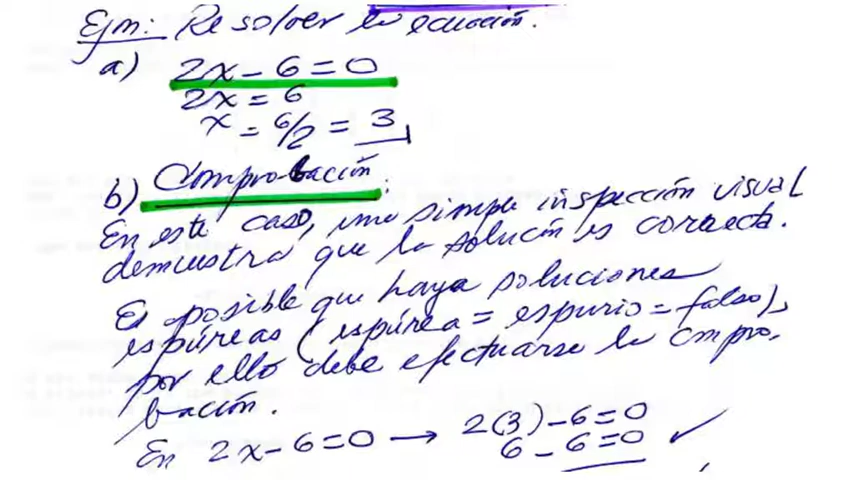 Ejm: Resolver la ecuación.
a) 2x - 6 = 0
2x = 6
x = 6/2 = 3
b) Comprobación:
En este caso, una simple inspección visual
demuestra que la solución es correcta.
Es posible que haya soluciones
espúreas (espúrea = espurio = falso),
por ello debe efectuarse la compro-
bación.
En 2x - 6 = 0 → 2(3) - 6 = 0
6 - 6 = 0 ✓